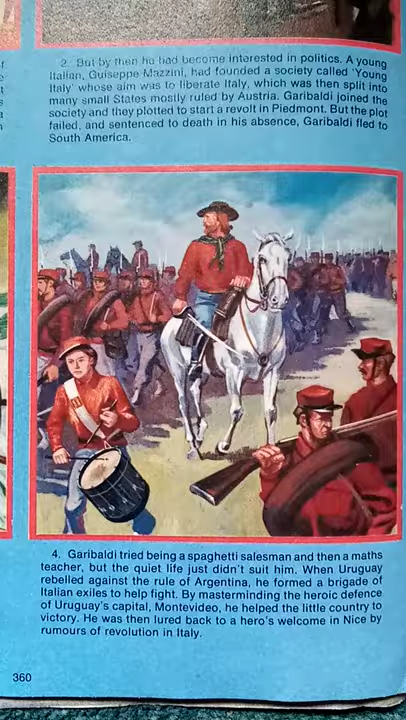 2. But by then he had become interested in politics. A young
Italian, Guiseppe Mazzini, had founded a society called 'Young
Italy' whose aim was to liberate Italy, which was then split into
many small States mostly ruled by Austria. Garibaldi joined the
society and they plotted to start a revolt in Piedmont. But the plot
failed, and sentenced to death in his absence, Garibaldi fled to
South America.
4. Garibaldi tried being a spaghetti salesman and then a maths
teacher, but the quiet life just didn't suit him. When Uruguay
rebelled against the rule of Argentina, he formed a brigade of
Italian exiles to help fight. By masterminding the heroic defence
of Uruguay's capital, Montevideo, he helped the little country to
victory. He was then lured back to a hero's welcome in Nice by
rumours of revolution in Italy.
360